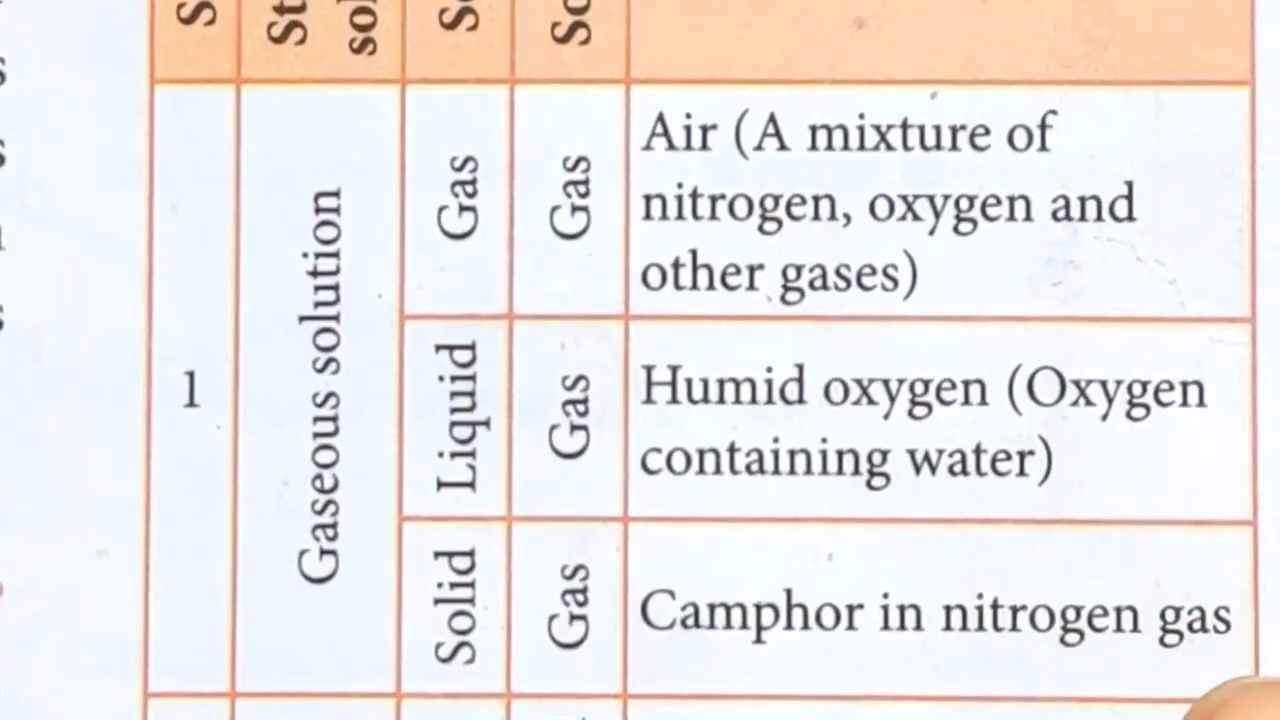 1
Gaseous solution
Gas
Gas
Air (A mixture of
nitrogen, oxygen and
other gases)
Liquid
Gas
Humid oxygen (Oxygen
containing water)
Solid
Gas
Camphor in nitrogen gas